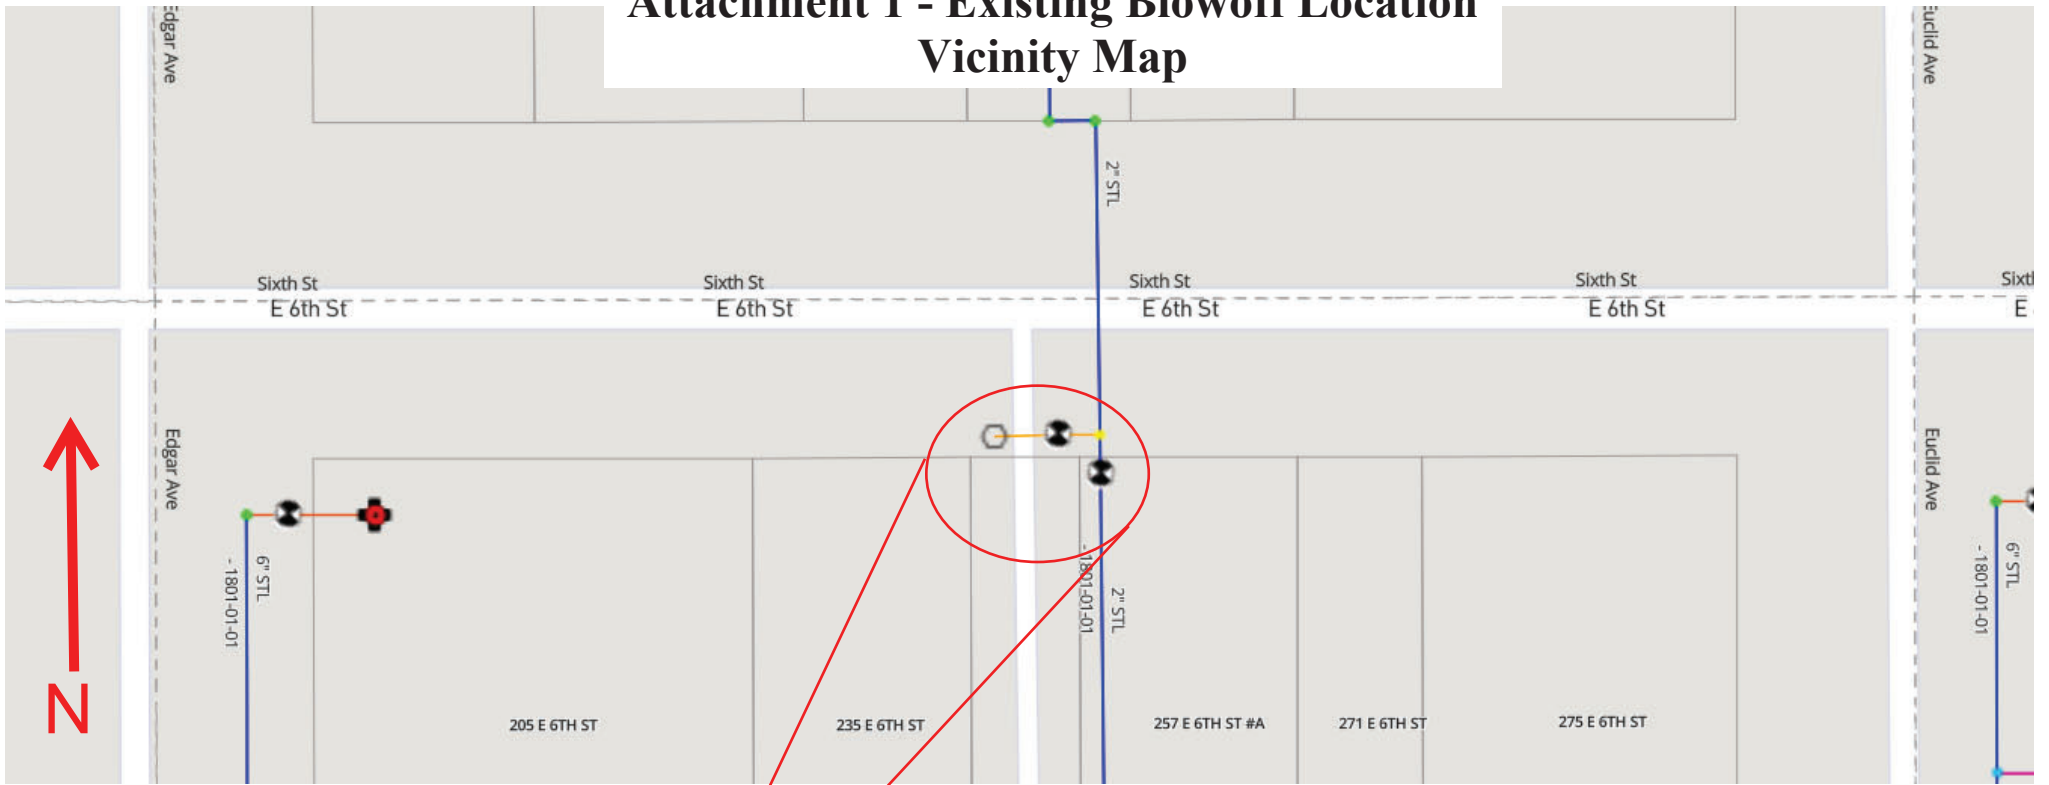 Attachment 1 - Existing Blowoff Location
Vicinity Map
Edgar Ave
Euclid Ave
2" STL
Sixth St
Sixth St
Sixth St
Sixth St
E 6th St
E 6th St
E 6th St
E 6th St
E
Edgar Ave
Euclid Ave
6" STL
- 1801-01-01
- 1801-01-01
2" STL
6" STL
- 1801-01-01
N
205 E 6TH ST
235 E 6TH ST
257 E 6TH ST #A
271 E 6TH ST
275 E 6TH ST